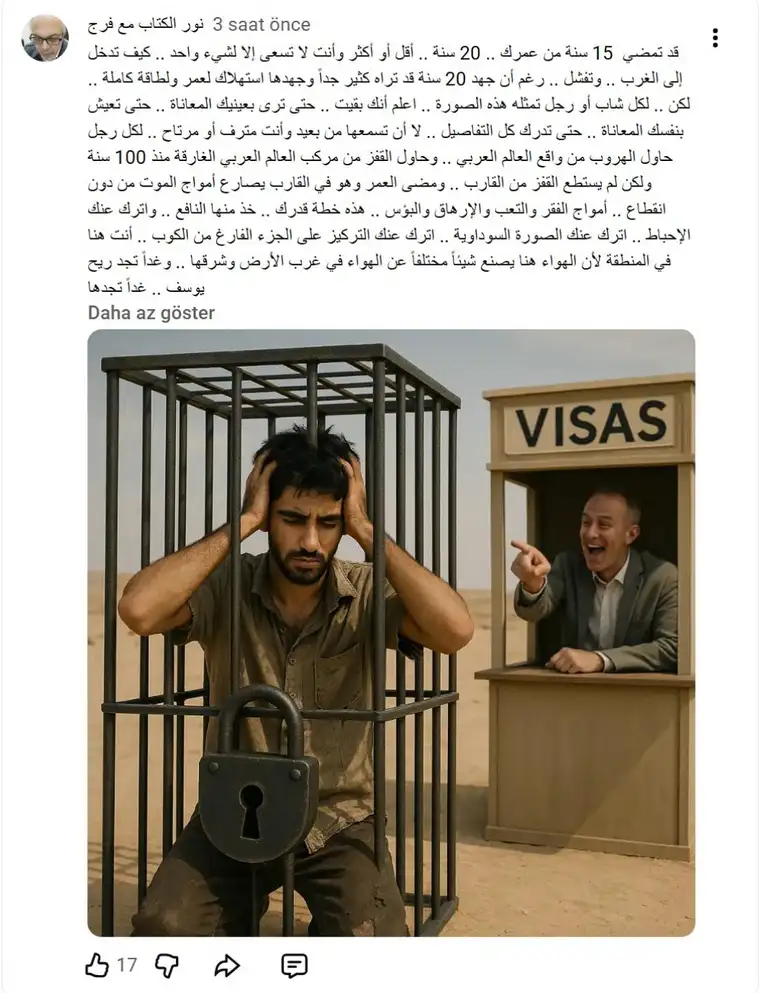 نور الكتاب مع فرج 3 saat önce
قد تمضي 15 سنة من عمرك .. 20 سنة .. أقل أو أكثر وأنت لا تسعى إلا لشيء واحد .. كيف تدخل
إلى الغرب .. وتفشل .. رغم أن جهد 20 سنة قد تراه كثير جداً وجهدها استهلاك لعمر ولطاقة كاملة ..
لكن .. لكل شاب أو رجل تمثله هذه الصورة .. اعلم أنك بقيت .. حتى ترى بعينيك المعاناة .. حتى تعيش
بنفسك المعاناة .. حتى تدرك كل التفاصيل .. لا أن تسمعها من بعيد وأنت مترف أو مرتاح .. لكل رجل
حاول الهروب من واقع العالم العربي .. وحاول القفز من مركب العالم العربي الغارقة منذ 100 سنة
ولكن لم يستطع القفز من القارب .. ومضى العمر وهو في القارب يصارع أمواج الموت من دون
انقطاع .. أمواج الفقر والتعب والإرهاق والبؤس .. هذه خطة قدرك .. خذ منها النافع .. واترك عنك
الإحباط .. اترك عنك الصورة السوداوية .. اترك عنك التركيز على الجزء الفارغ من الكوب .. أنت هنا
في المنطقة لأن الهواء هنا يصنع شيئاً مختلفاً عن الهواء في غرب الأرض وشرقها .. وغداً تجد ريح
يوسف .. غداً تجدها
Daha az göster
VISAS
17